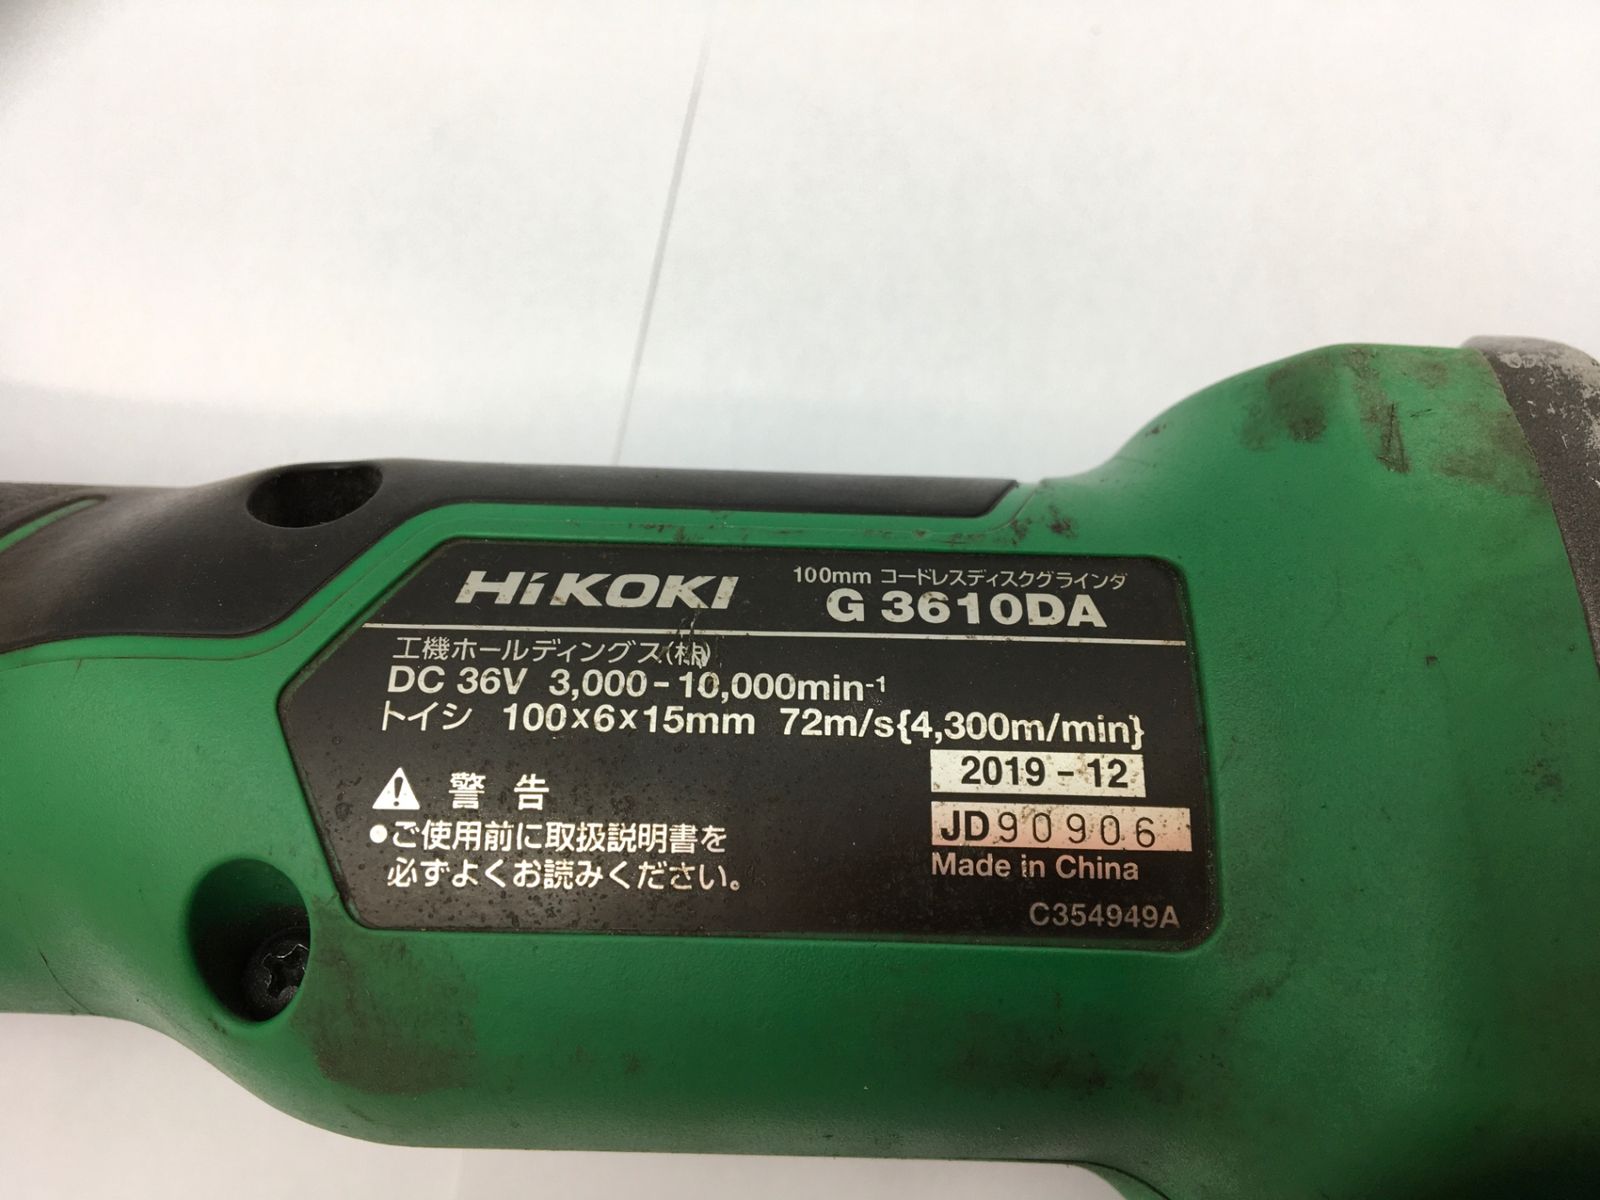 HiKOKI
100mm コードレスディスクグラインダ
G 3610DA
工機ホールディングス(株)
DC 36V 3,000-10,000min⁻¹
トイシ 100×6×15mm 72m/s{4,300m/min}
2019-12
警告
●ご使用前に取扱説明書を
必ずよくお読みください。
JD90906
Made in China
C354949A